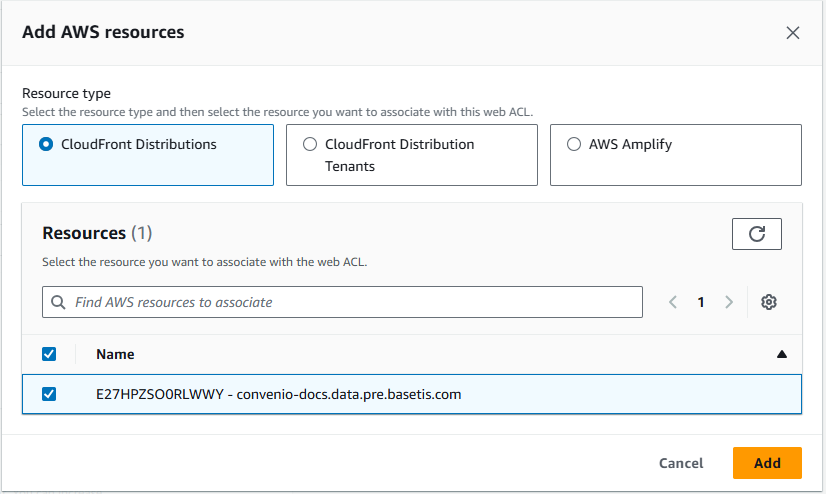 Add AWS resources
Resource type
Select the resource type and then select the resource you want to associate with this web ACL.
CloudFront Distributions
CloudFront Distribution
Tenants
AWS Amplify
Resources (1)
Select the resource you want to associate with the web ACL.
Find AWS resources to associate
1
Name
E27HPZSO0RLWWY - convenio-docs.data.pre.basetis.com
Cancel
Add